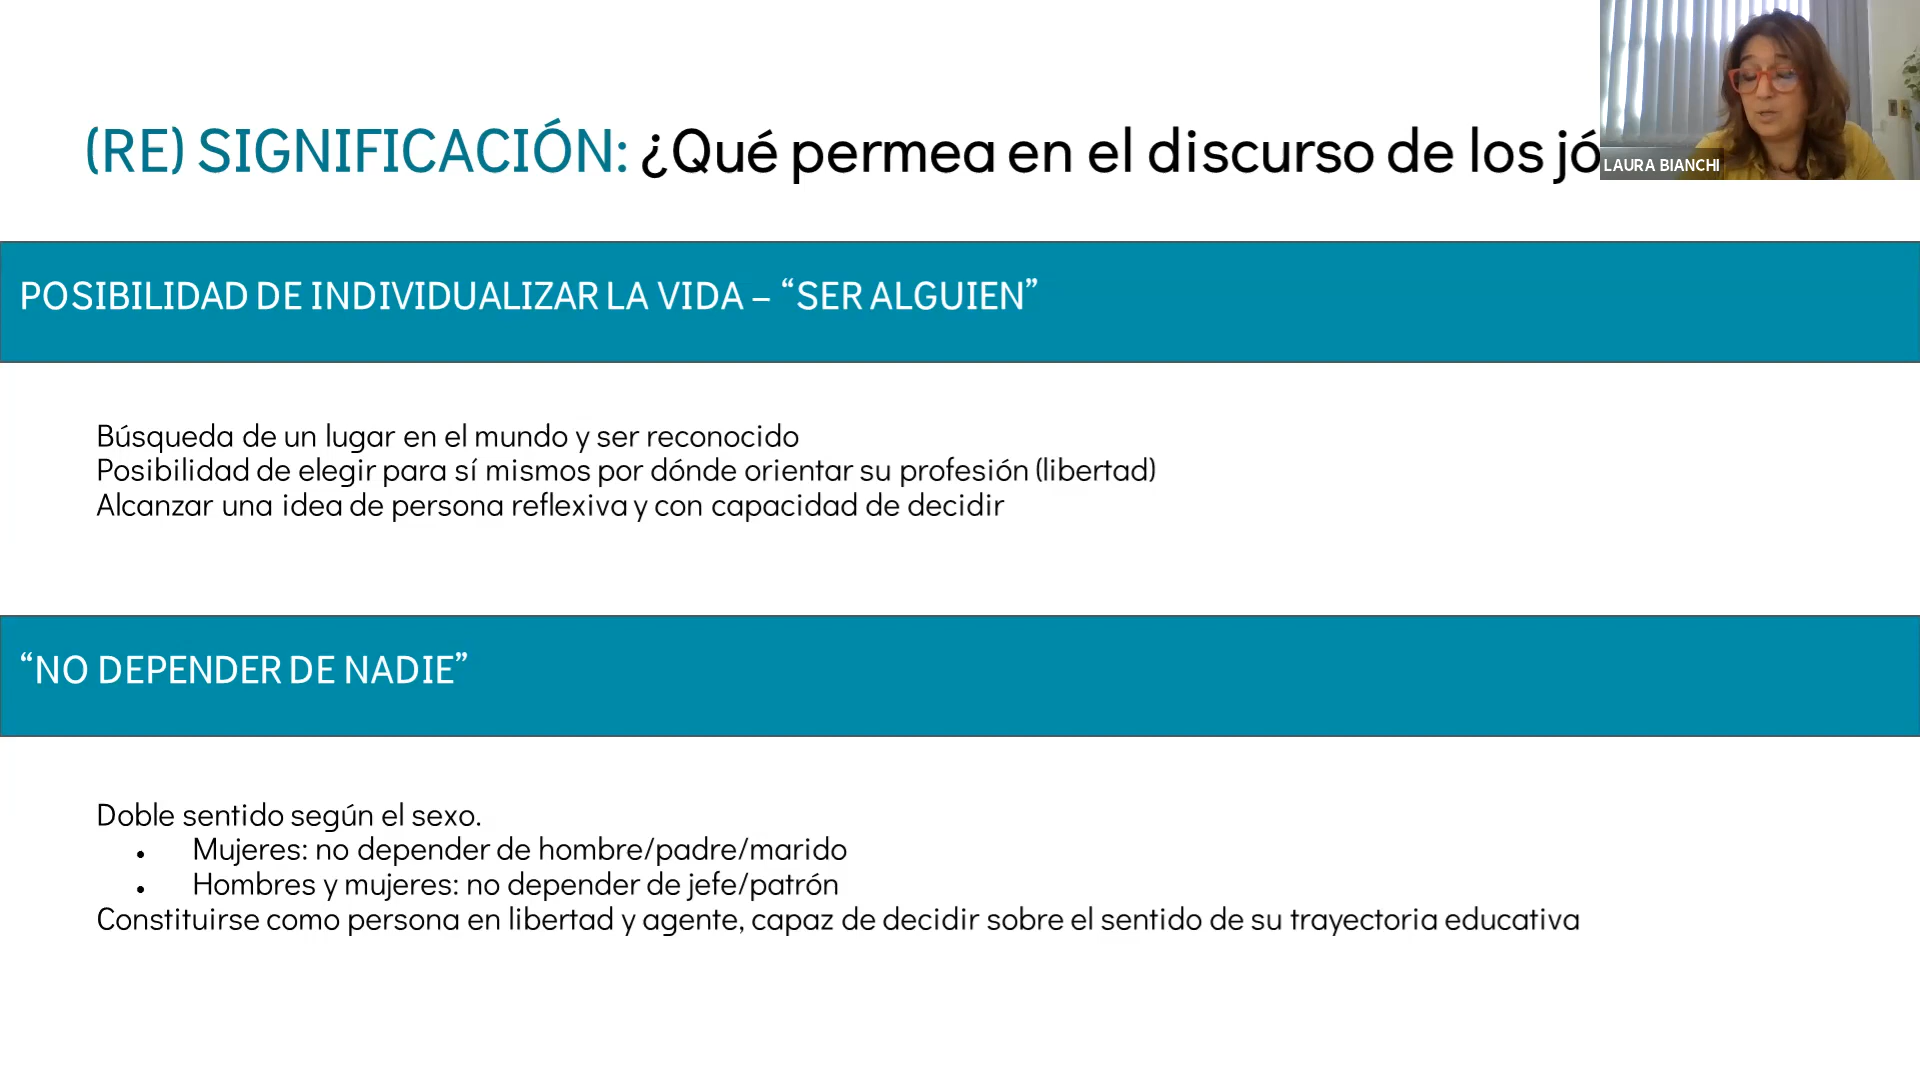 (RE) SIGNIFICACIÓN: ¿Qué permea en el discurso de los jó
LAURA BIANCHI
POSIBILIDAD DE INDIVIDUALIZAR LA VIDA – “SER ALGUIEN”
Búsqueda de un lugar en el mundo y ser reconocido
Posibilidad de elegir para sí mismos por dónde orientar su profesión (libertad)
Alcanzar una idea de persona reflexiva y con capacidad de decidir
“NO DEPENDER DE NADIE”
Doble sentido según el sexo.
• Mujeres: no depender de hombre/padre/marido
• Hombres y mujeres: no depender de jefe/patrón
Constituirse como persona en libertad y agente, capaz de decidir sobre el sentido de su trayectoria educativa